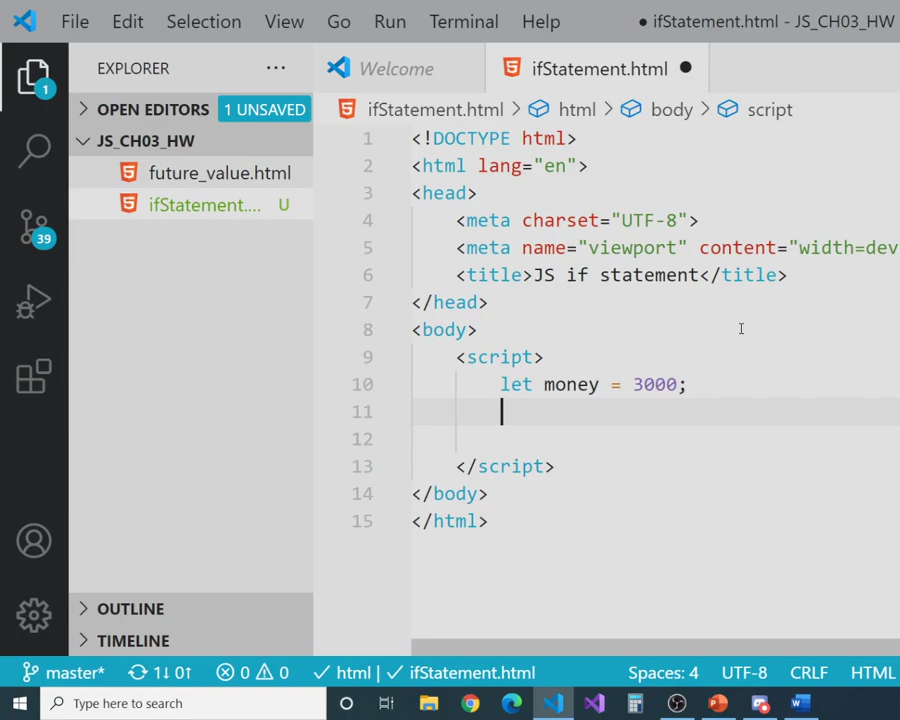 File Edit Selection View Go Run Terminal Help ● ifStatement.html - JS_CH03_HW
EXPLORER ···
Welcome ifStatement.html ●
1
OPEN EDITORS 1 UNSAVED
ifStatement.html > html > body > script
JS_CH03_HW
future_value.html
ifStatement.... U
39
1 <!DOCTYPE html>
2 <html lang="en">
3 <head>
4 <meta charset="UTF-8">
5 <meta name="viewport" content="width=dev
6 <title>JS if statement</title>
7 </head>
8 <body>
9 <script>
10 let money = 3000;
11
12
13 </script>
14 </body>
15 </html>
OUTLINE
TIMELINE
master* 1↓ 0↑ 0 0 ✓ html | ✓ ifStatement.html Spaces: 4 UTF-8 CRLF HTML
Type here to search